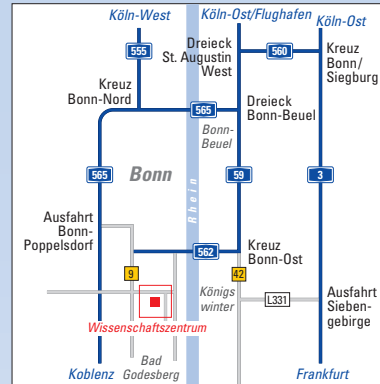 Köln-West
Köln-Ost/Flughafen
Köln-Ost
555
Dreieck
St. Augustin
West
560
Kreuz
Bonn/
Siegburg
Kreuz
Bonn-Nord
565
Dreieck
Bonn-Beuel
Bonn-
Beuel
565
Bonn
59
3
Rhein
Ausfahrt
Bonn-
Poppelsdorf
562
Kreuz
Bonn-Ost
9
42
Königs
winter
L331
Ausfahrt
Sieben-
gebirge
Wissenschaftszentrum
Koblenz
Bad
Godesberg
Frankfurt